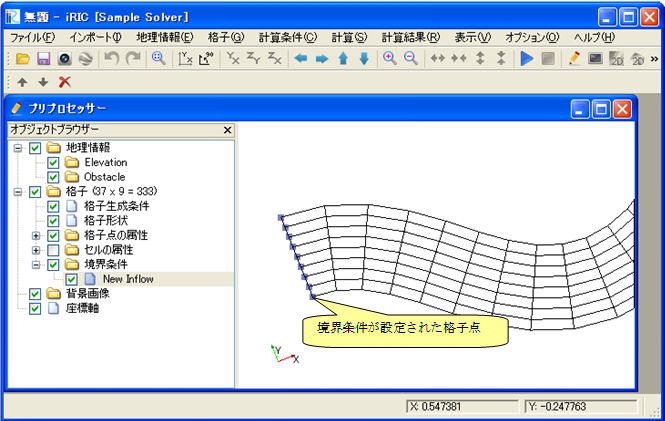 無題 - iRIC [Sample Solver]
ファイル(F) インポート(I) 地理情報(E) 格子(G) 計算条件(C) 計算(S) 計算結果(R) 表示(V) オプション(O) ヘルプ(H)
プリプロセッサー
オブジェクトブラウザー
地理情報
Elevation
Obstacle
格子 (37 x 9 = 333)
格子生成条件
格子形状
格子点の属性
セルの属性
境界条件
New Inflow
背景画像
座標軸
境界条件が設定された格子点
Y
X
X: 0.547381 Y: -0.247763